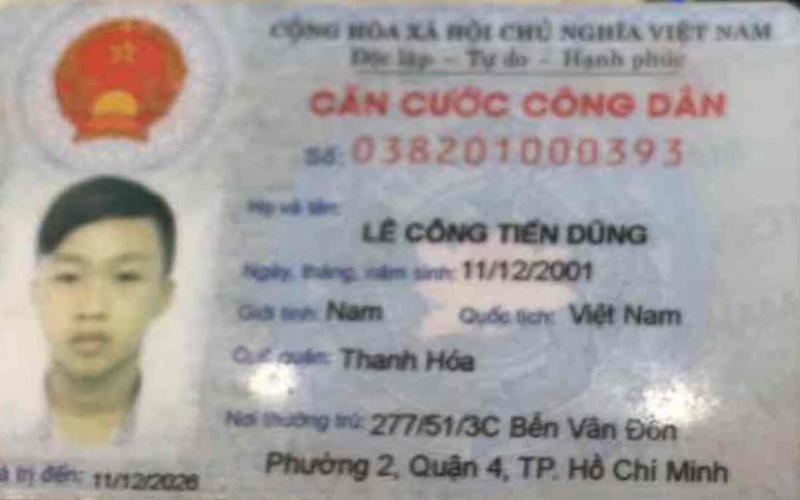 CỘNG HÒA XÃ HỘI CHỦ NGHĨA VIỆT NAM
Độc lập - Tự do - Hạnh phúc
CĂN CƯỚC CÔNG DÂN
Số: 038201000393
Họ và tên:
LÊ CÔNG TIẾN DŨNG
Ngày, tháng, năm sinh: 11/12/2001
Giới tính: Nam Quốc tịch: Việt Nam
Quê quán: Thanh Hóa
Nơi thường trú: 277/51/3C Bến Vân Đồn
Phường 2, Quận 4, TP. Hồ Chí Minh
á trị đến: 11/12/2026